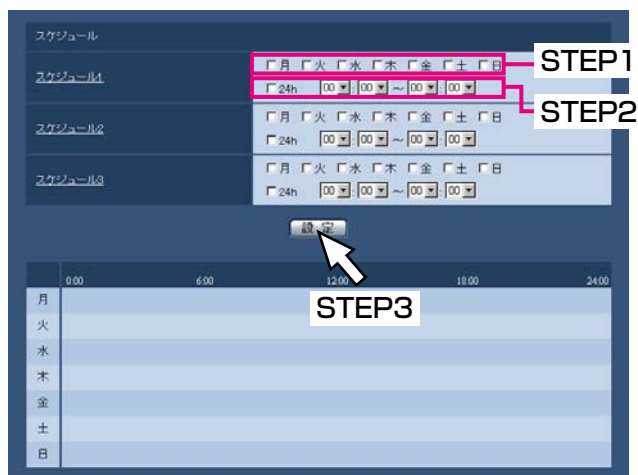 スケジュール
スケジュール1
月 火 水 木 金 土 日
STEP1
24h 00 : 00 ～ 00 : 00
STEP2
スケジュール2
月 火 水 木 金 土 日
24h 00 : 00 ～ 00 : 00
スケジュール3
月 火 水 木 金 土 日
24h 00 : 00 ～ 00 : 00
設定
STEP3
0:00 6:00 12:00 18:00 24:00
月
火
水
木
金
土
日